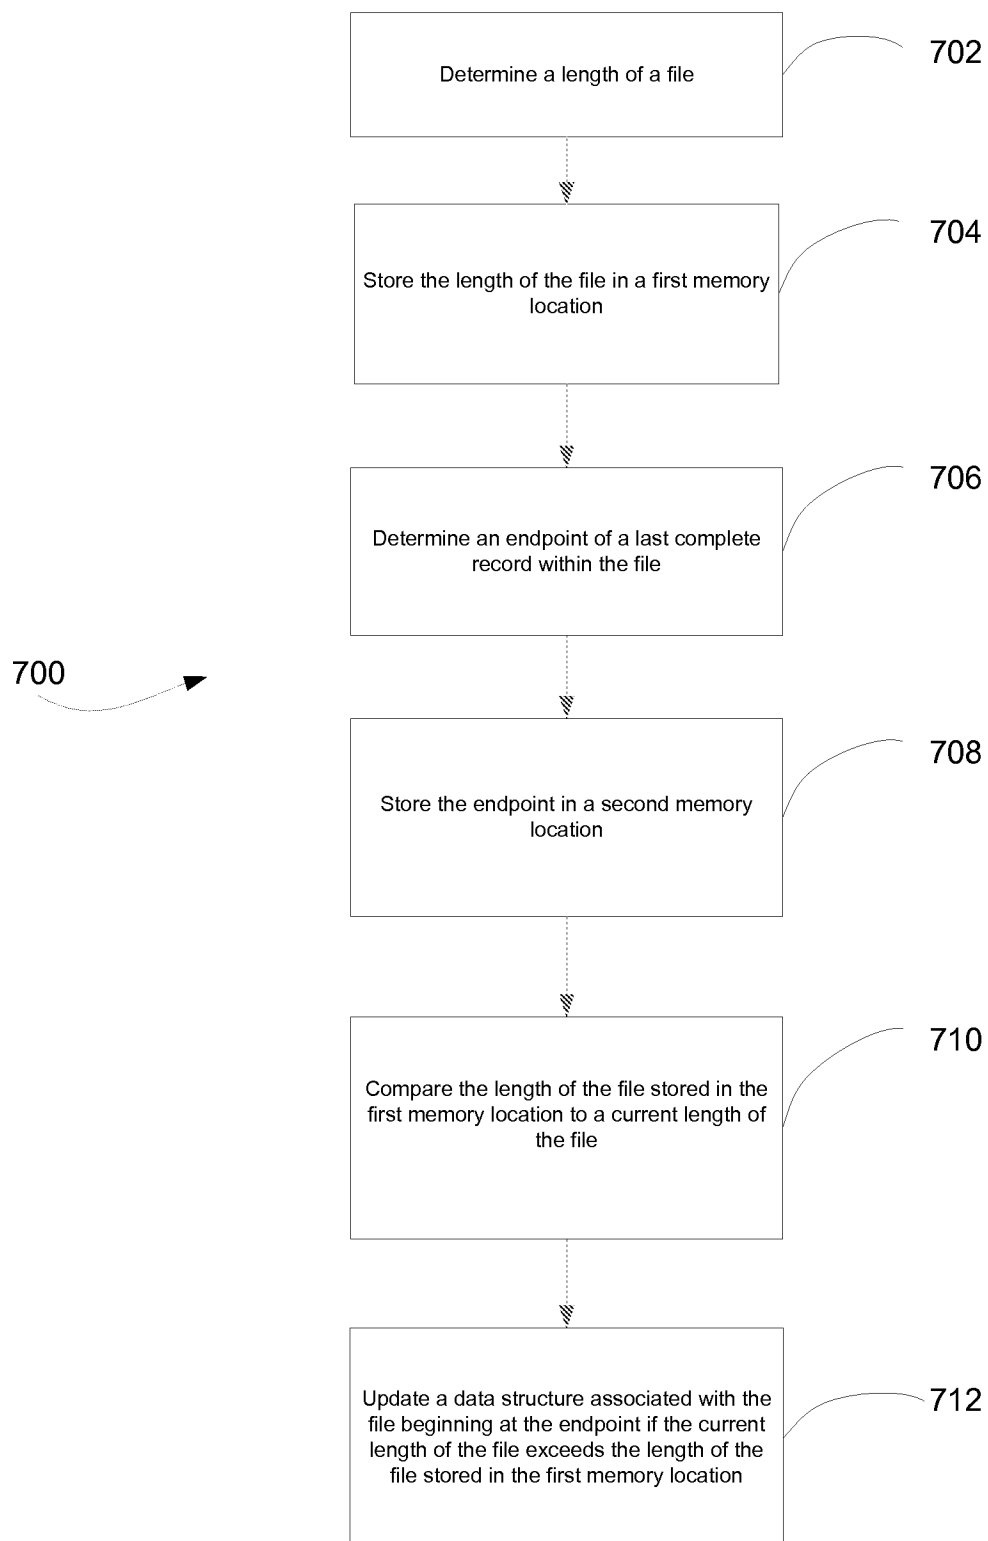 Determine a length of a file
702
Store the length of the file in a first memory
location
704
Determine an endpoint of a last complete
record within the file
706
700
Store the endpoint in a second memory
location
708
Compare the length of the file stored in the
first memory location to a current length of
the file
710
Update a data structure associated with the
file beginning at the endpoint if the current
length of the file exceeds the length of the
file stored in the first memory location
712